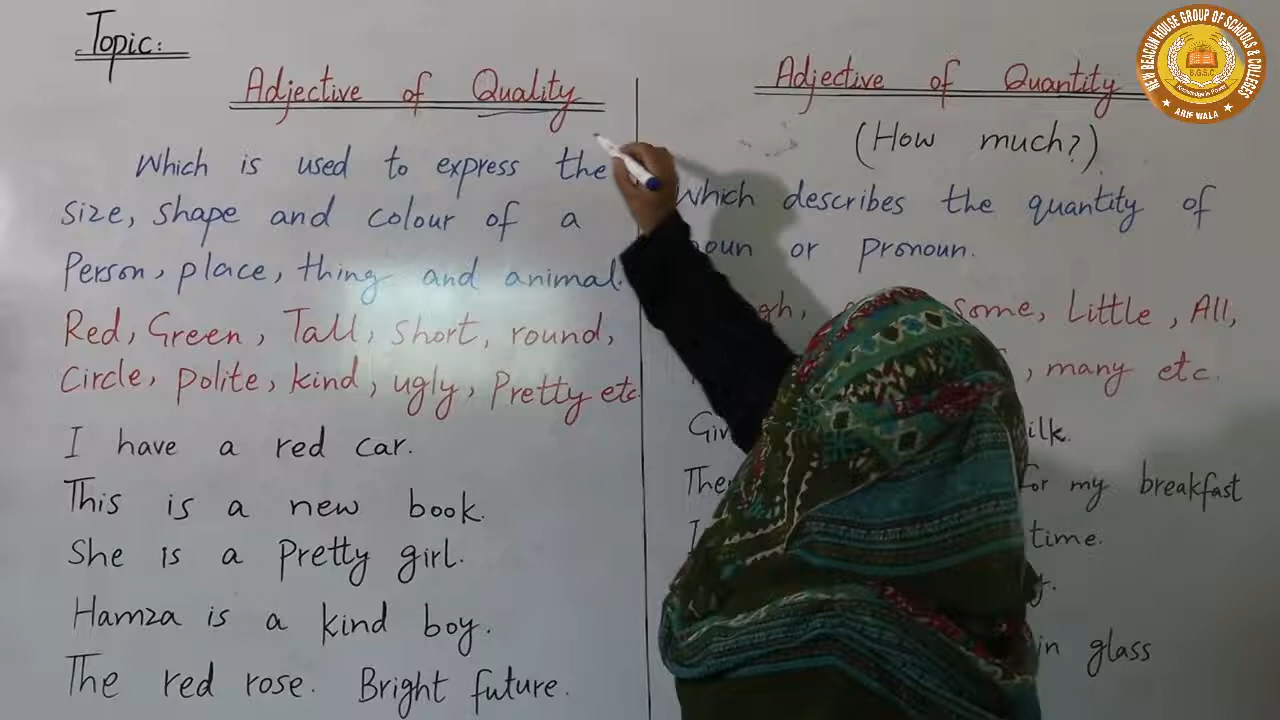 Topic:
Adjective of Quality
Which is used to express the
size, shape and colour of a
Person, place, thing and animal.
Red, Green, Tall, short, round,
Circle, polite, kind, ugly, Pretty etc
I have a red car.
This is a new book.
She is a Pretty girl.
Hamza is a kind boy.
The red rose. Bright future.
Adjective of Quantity
(How much?)
Which describes the quantity of
noun or pronoun.
some, Little, All,
, many etc.
for my breakfast
time.
in glass
NEW BEACON HOUSE GROUP OF SCHOOLS & COLLEGES
B.G.S.C
Knowledge is Power
ARIF WALA